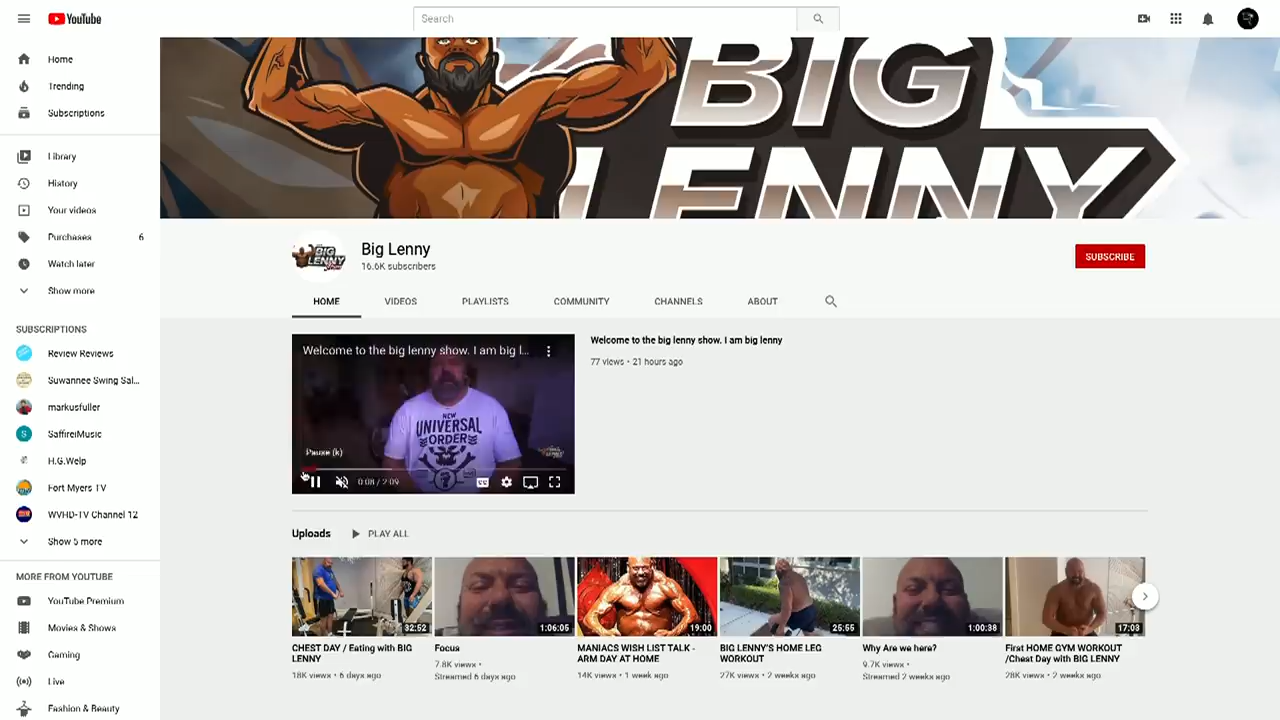 YouTube
Search
Home
Trending
Subscriptions
Library
History
Your videos
Purchases 6
Watch later
Show more
SUBSCRIPTIONS
Review Reviews
Suwannee Swing Sal...
markusfuller
S SaffireiMusic
H.G.Welp
Fort Myers TV
WVHD-TV Channel 12
Show 5 more
MORE FROM YOUTUBE
YouTube Premium
Movies & Shows
Gaming
Live
Fashion & Beauty
BIG
LENNY
BIG
LENNY
Big Lenny
16.6K subscribers
SUBSCRIBE
HOME VIDEOS PLAYLISTS COMMUNITY CHANNELS ABOUT
Welcome to the big lenny show. I am big l...
NEW
UNIVERSAL
ORDER
Pause (k)
0:08 / 2:09
Welcome to the big lenny show. I am big lenny
77 views • 21 hours ago
Uploads PLAY ALL
32:52
CHEST DAY / Eating with BIG
LENNY
18K views • 6 days ago
1:06:05
Focus
7.8K views •
Streamed 6 days ago
19:00
MANIACS WISH LIST TALK -
ARM DAY AT HOME
14K views • 1 week ago
25:55
BIG LENNY'S HOME LEG
WORKOUT
27K views • 2 weeks ago
1:00:38
Why Are we here?
9.7K views •
Streamed 2 weeks ago
17:03
First HOME GYM WORKOUT
/Chest Day with BIG LENNY
28K views • 2 weeks ago